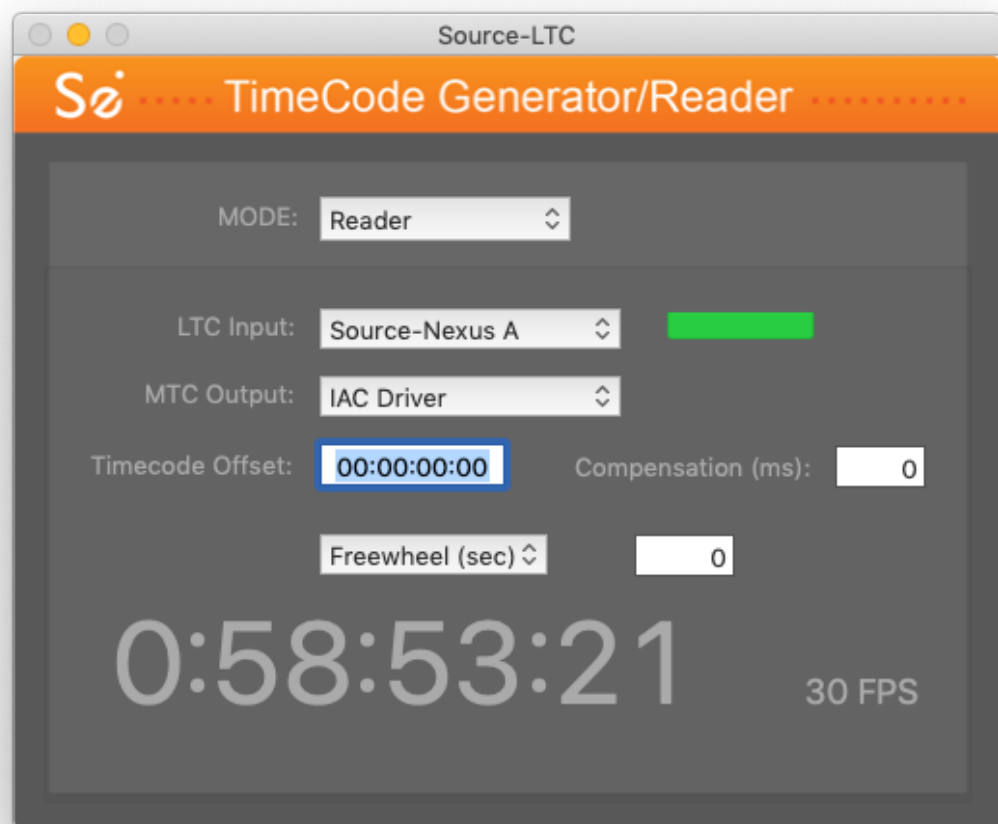 Source-LTC
Se TimeCode Generator/Reader
MODE: Reader
LTC Input: Source-Nexus A
MTC Output: IAC Driver
Timecode Offset: 00:00:00:00 Compensation (ms): 0
Freewheel (sec) 0
0:58:53:21 30 FPS